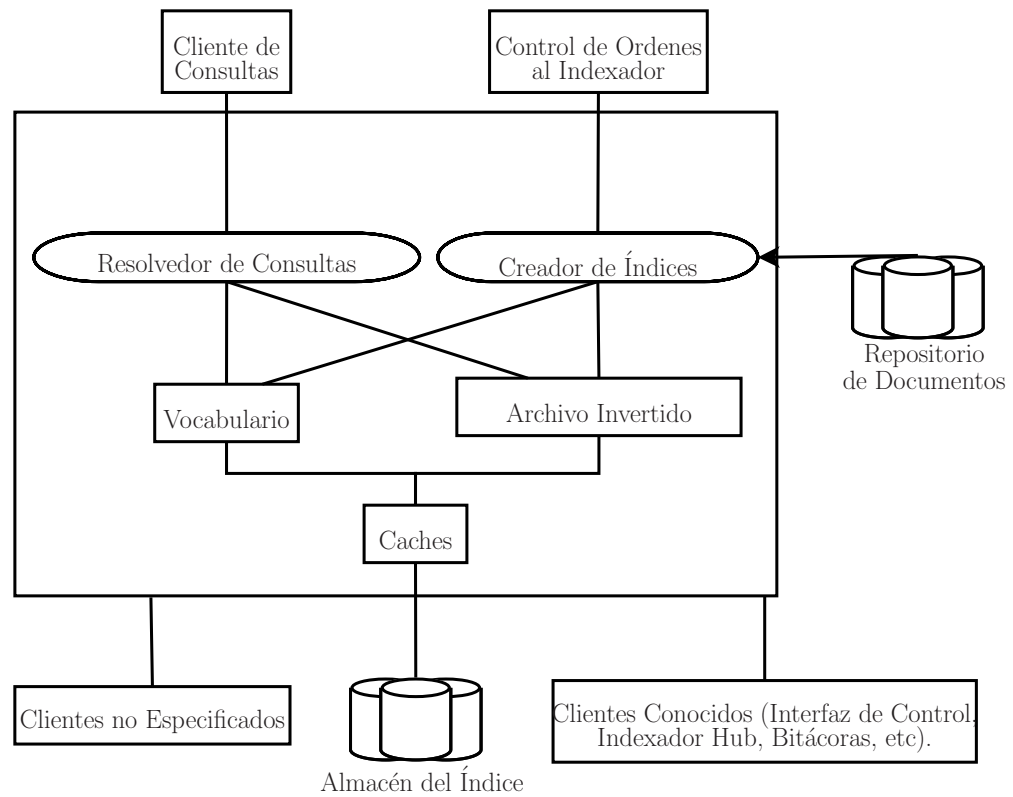 Cliente de
Consultas
Control de Ordenes
al Indexador
Resolvedor de Consultas
Creador de Índices
Repositorio
de Documentos
Vocabulario
Archivo Invertido
Caches
Clientes no Especificados
Almacén del Índice
Clientes Conocidos (Interfaz de Control,
Indexador Hub, Bitácoras, etc).